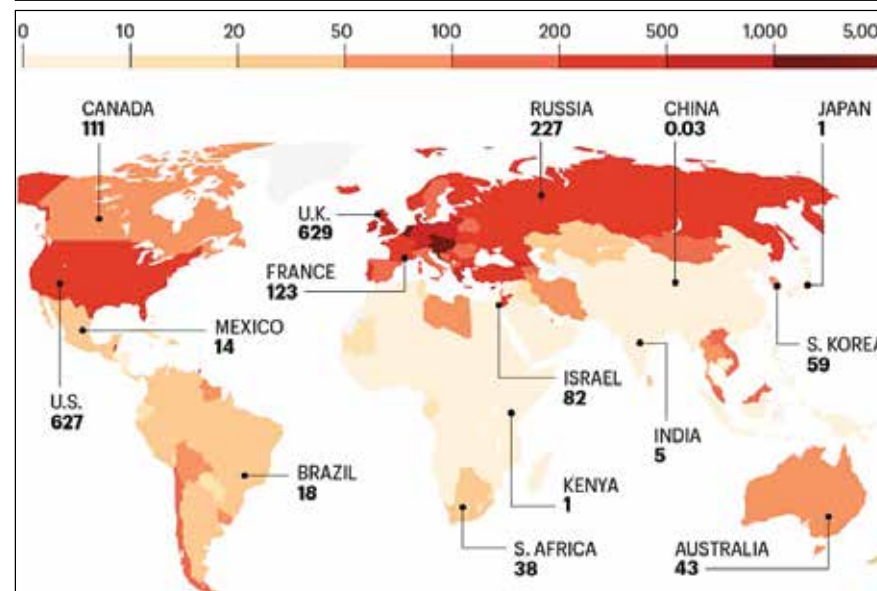 0 10 20 50 100 200 500 1,000 5,00
CANADA
111
RUSSIA
227
CHINA
0.03
JAPAN
1
U.K.
629
FRANCE
123
MEXICO
14
S. KOREA
59
ISRAEL
82
U.S.
627
INDIA
5
BRAZIL
18
KENYA
1
S. AFRICA
38
AUSTRALIA
43